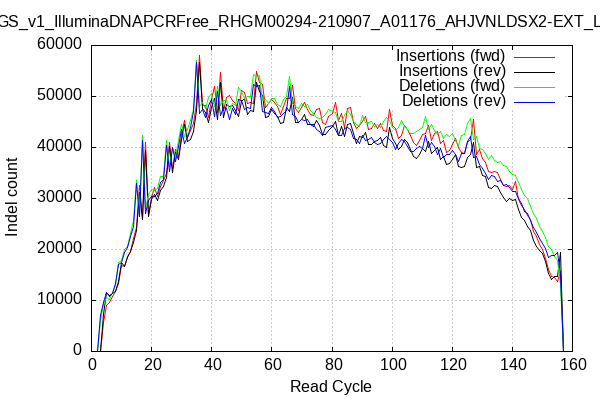 GS_v1_IlluminaDNAPCRFree_RHGM00294-210907_A01176_AHJVNLDSX2-EXT_L
Insertions (fwd)
Insertions (rev)
Deletions (fwd)
Deletions (rev)
Indel count
60000
50000
40000
30000
20000
10000
0
0 20 40 60 80 100 120 140 160
Read Cycle